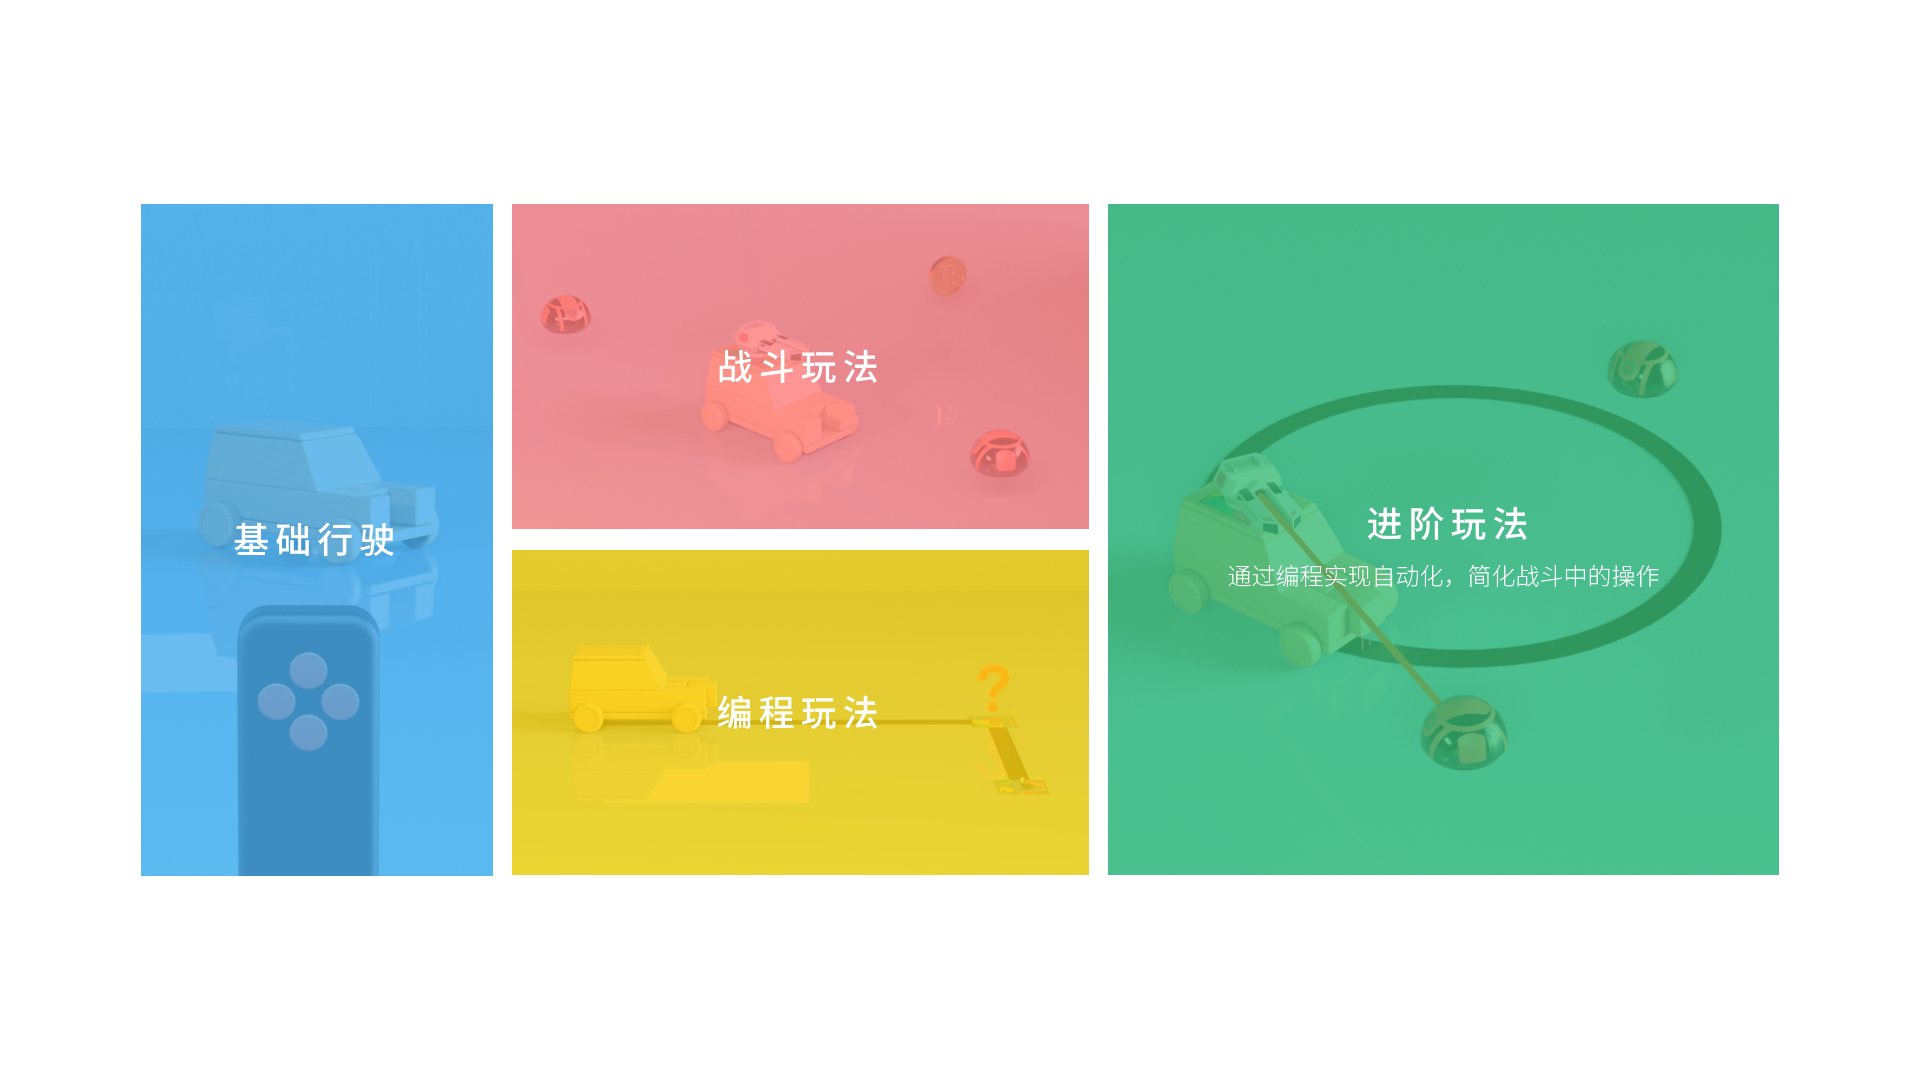 基础行驶
战斗玩法
编程玩法
?
进阶玩法
通过编程实现自动化，简化战斗中的操作